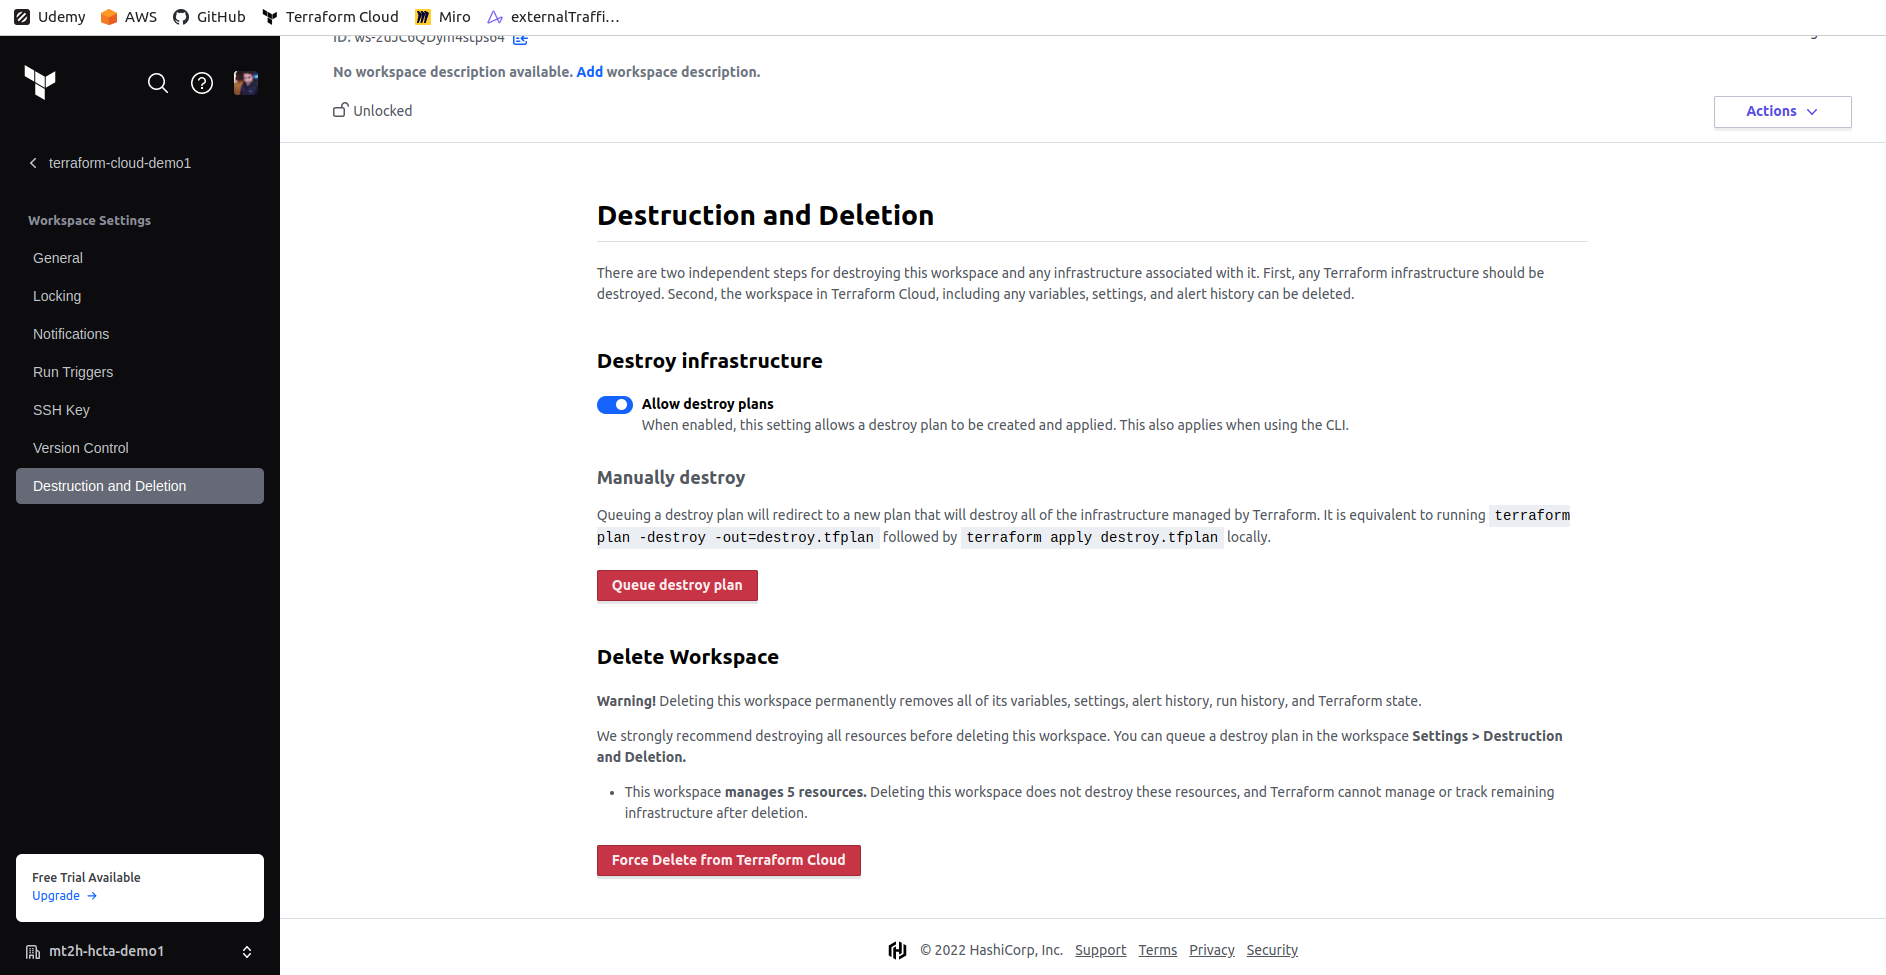 Udemy AWS GitHub Terraform Cloud Miro externalTraffi...
No workspace description available. Add workspace description.
Unlocked
Actions
terraform-cloud-demo1
Workspace Settings
General
Locking
Notifications
Run Triggers
SSH Key
Version Control
Destruction and Deletion
Free Trial Available
Upgrade →
mt2h-hcta-demo1
Destruction and Deletion
There are two independent steps for destroying this workspace and any infrastructure associated with it. First, any Terraform infrastructure should be
destroyed. Second, the workspace in Terraform Cloud, including any variables, settings, and alert history can be deleted.
Destroy infrastructure
Allow destroy plans
When enabled, this setting allows a destroy plan to be created and applied. This also applies when using the CLI.
Manually destroy
Queuing a destroy plan will redirect to a new plan that will destroy all of the infrastructure managed by Terraform. It is equivalent to running terraform
plan -destroy -out=destroy.tfplan followed by terraform apply destroy.tfplan locally.
Queue destroy plan
Delete Workspace
Warning! Deleting this workspace permanently removes all of its variables, settings, alert history, run history, and Terraform state.
We strongly recommend destroying all resources before deleting this workspace. You can queue a destroy plan in the workspace Settings > Destruction
and Deletion.
• This workspace manages 5 resources. Deleting this workspace does not destroy these resources, and Terraform cannot manage or track remaining
infrastructure after deletion.
Force Delete from Terraform Cloud
© 2022 HashiCorp, Inc. Support Terms Privacy Security